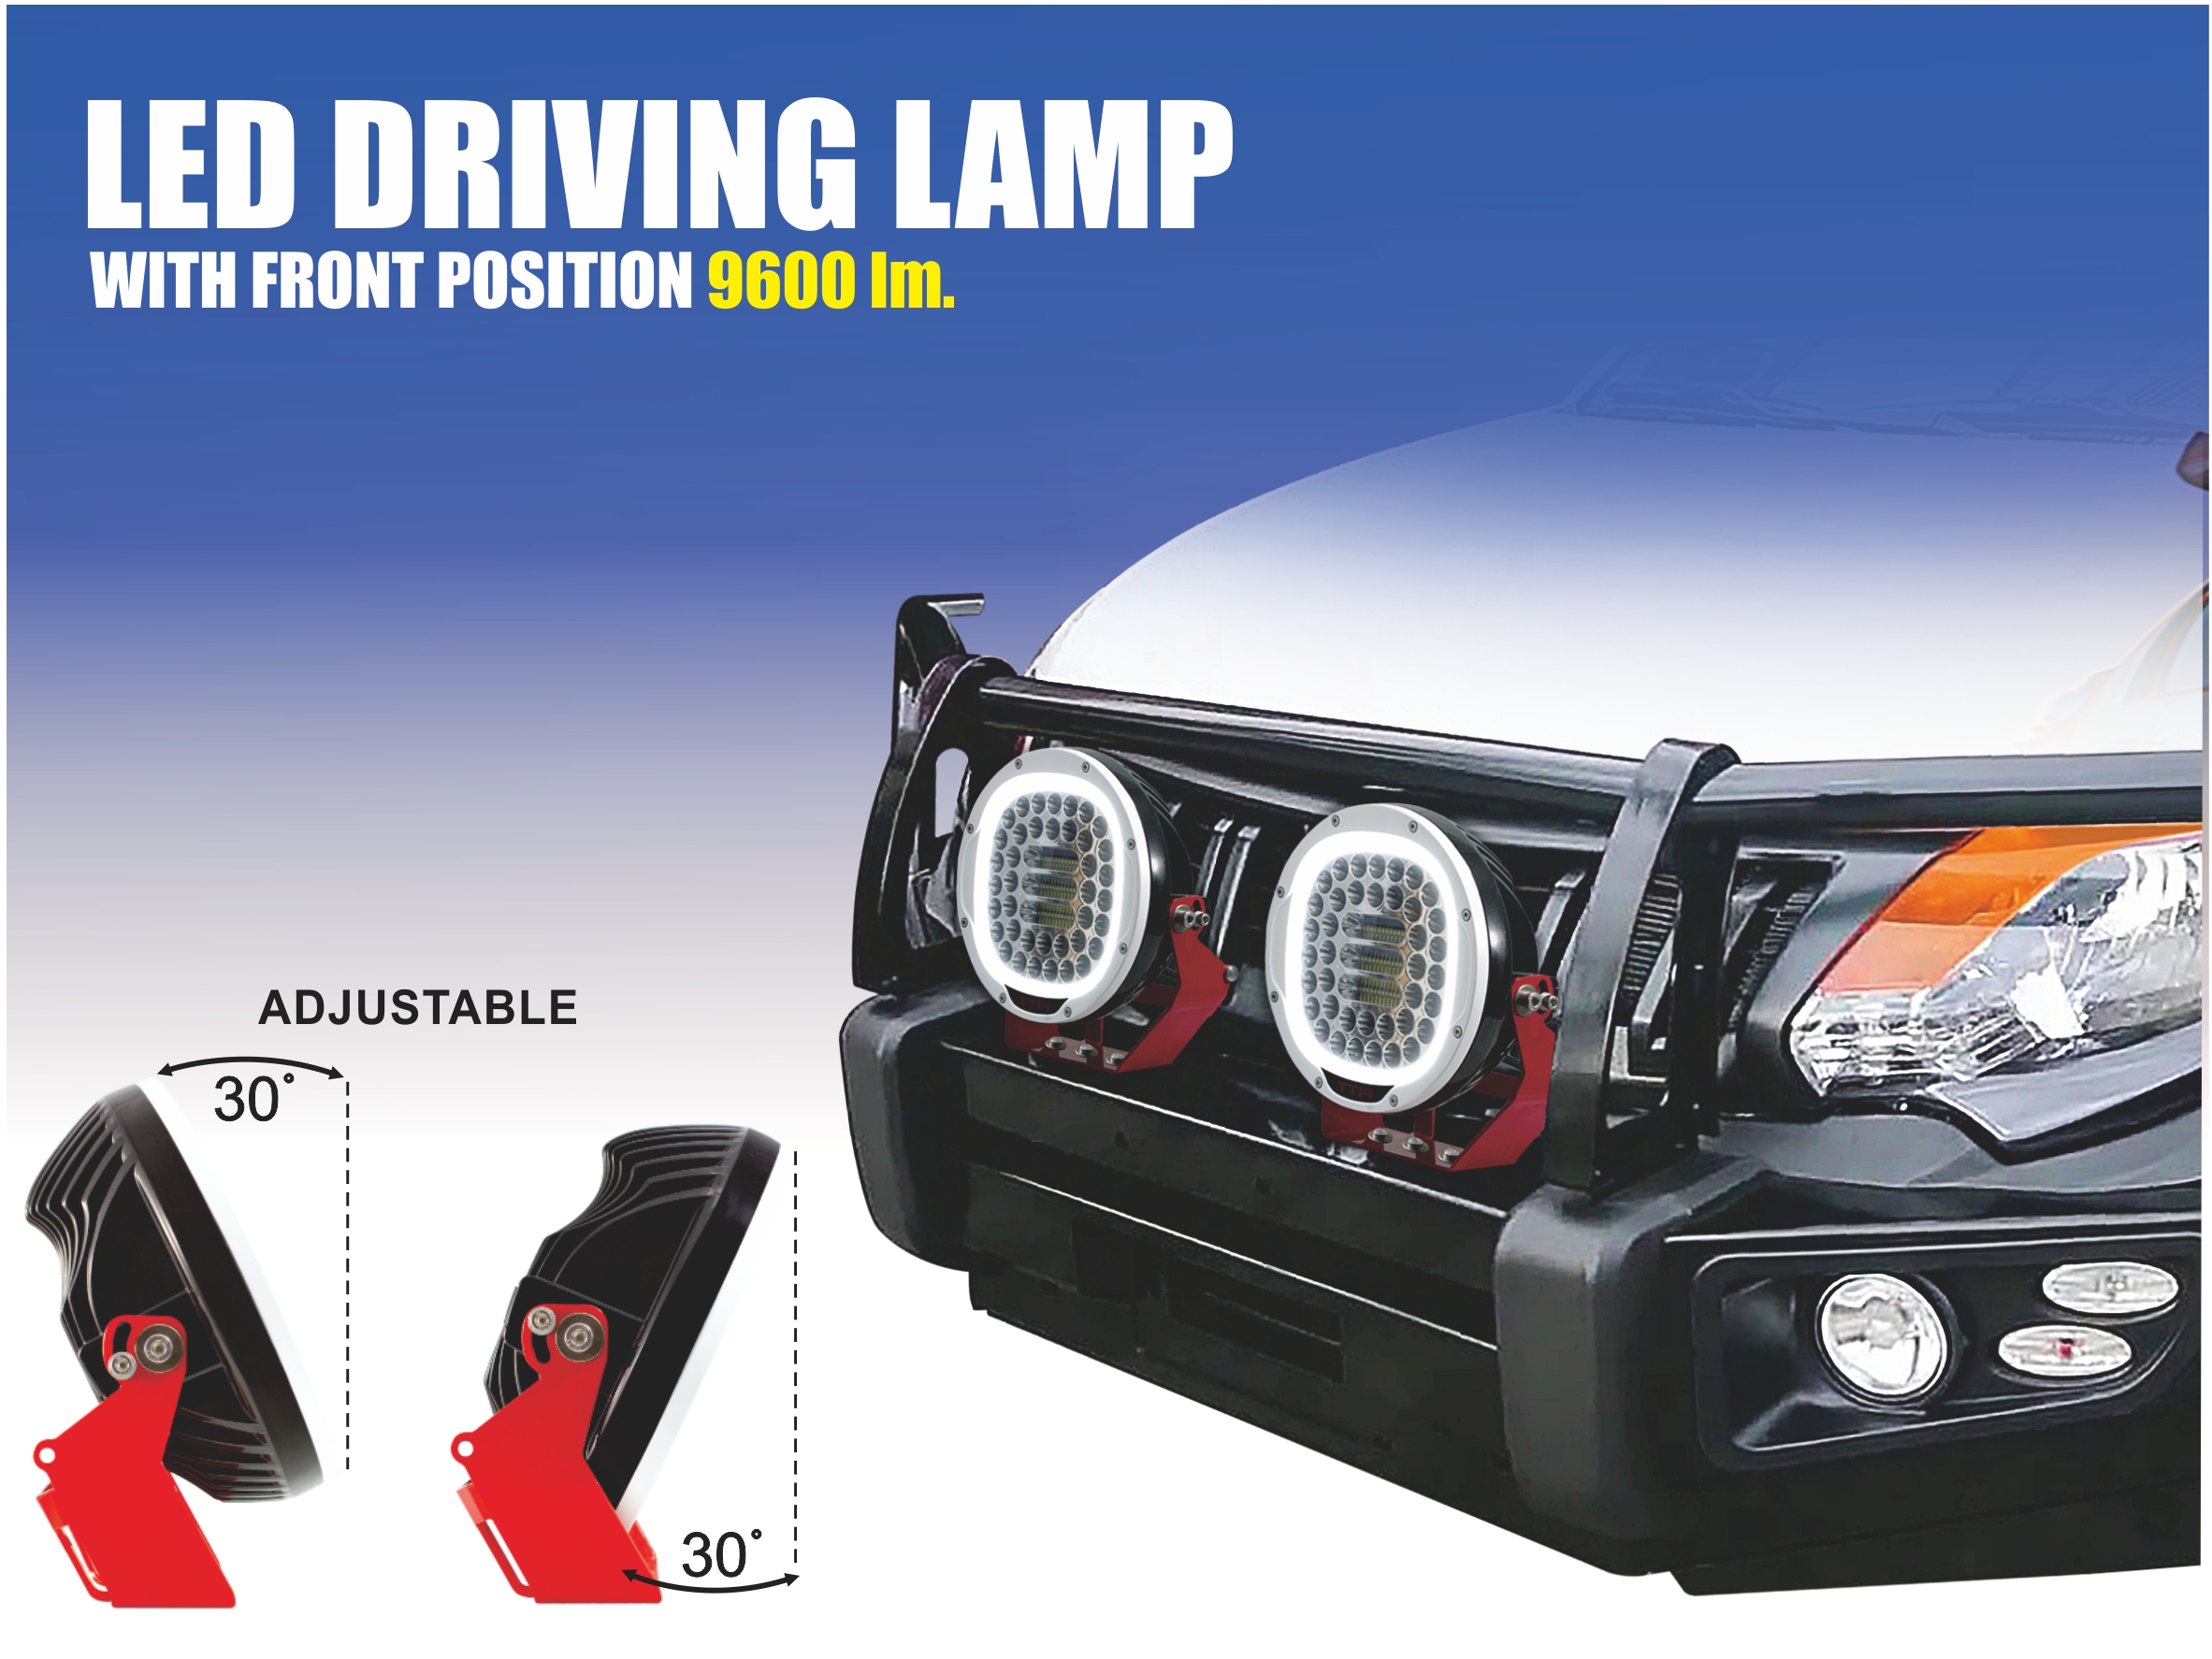 LED DRIVING LAMP
WITH FRONT POSITION 9600 lm.
ADJUSTABLE
30°
30°